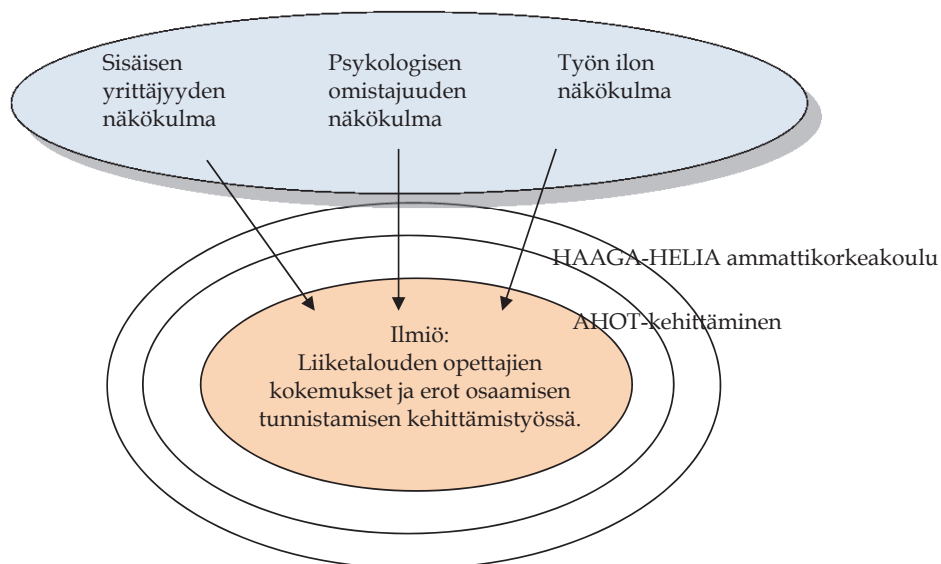 Sisäisen
yrittäjyyden
näkökulma
Psykologisen
omistajuuden
näkökulma
Työn ilon
näkökulma
HAAGA-HELIA ammattikorkeakoulu
AHOT-kehittäminen
Ilmiö:
Liiketalouden opettajien
kokemukset ja erot osaamisen
tunnistamisen kehittämistyössä.